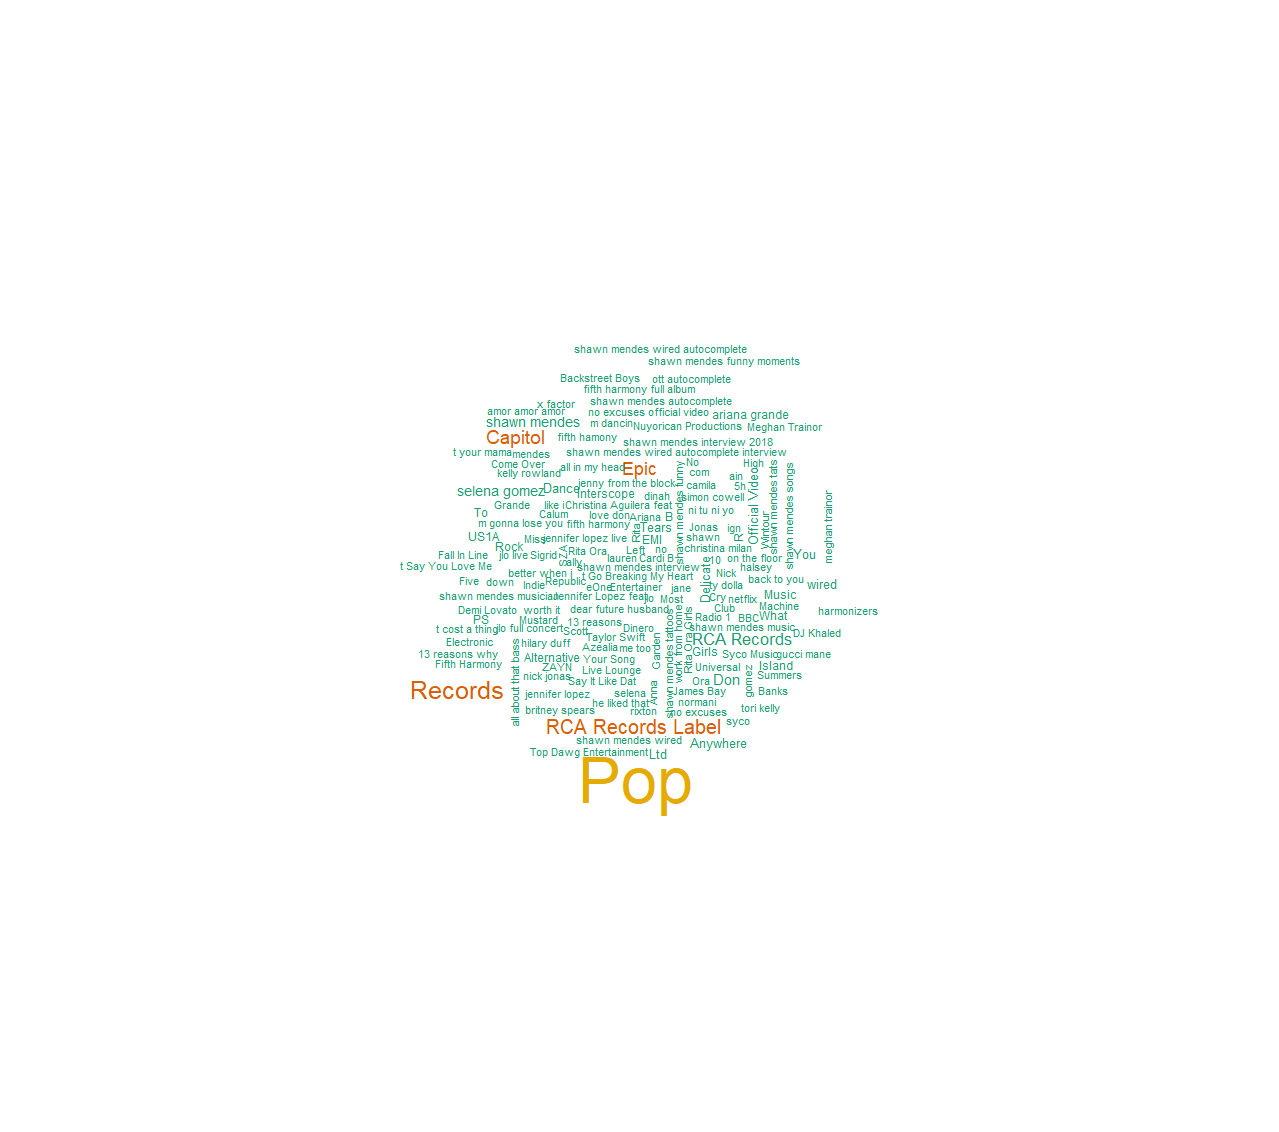 shawn mendes wired autocomplete
shawn mendes funny moments
Backstreet Boys
ott autocomplete
fifth harmony full album
x factor
shawn mendes autocomplete
amor amor amor
no excuses official video
ariana grande
shawn mendes
m dancin
Nuyorican Productions
Meghan Trainor
Capitol
fifth hamony
shawn mendes interview 2018
t your mama
mendes
shawn mendes wired autocomplete interview
Come Over
all in my head
Epic
No
High
kelly rowland
com
ain
jenny from the block
camila
5h
selena gomez
Dance
Interscope
dinah
simon cowell
shawn mendes funny
Official Video
shawn mendes tats
shawn mendes songs
meghan trainor
Grande
like i
Christina Aguilera feat
ni tu ni yo
To
Calum
love don
Ariana
B
m gonna lose you
fifth harmony
Rita
Tears
Jonas
ign
Wintour
US1A
Miss
jennifer lopez live
EMI
shawn
R
Rock
SZA
Rita Ora
Left
no
christina milan
You
Fall In Line
jlo live
Sigrid
ally
lauren
Cardi B
10
on the floor
t Say You Love Me
shawn mendes interview
halsey
better when i
t Go Breaking My Heart
Delicate
Nick
back to you
Five
down
Indie
Republic
eOne
Entertainer
jane
ty dolla
wired
shawn mendes musician
Jennifer Lopez feat
jlo
Most
Cry
netflix
Music
Demi Lovato
worth it
dear future husband
Club
Machine
harmonizers
PS
Mustard
13 reasons
Girls
Radio 1
BBC
What
t cost a thing
jlo full concert
Scott
Dinero
shawn mendes music
DJ Khaled
Electronic
hilary duff
Taylor Swift
Rita Ora
RCA Records
13 reasons why
Azealia
me too
Garden
work from home
Girls
Syco Music
gucci mane
Fifth Harmony
all about that bass
Alternative
Your Song
shawn mendes tattoos
Universal
Island
ZAYN
Live Lounge
Summers
nick jonas
Say It Like Dat
Ora
Don
gomez
Records
jennifer lopez
selena
Anna
James Bay
Banks
he liked that
normani
britney spears
rixton
no excuses
tori kelly
RCA Records Label
syco
shawn mendes wired
Anywhere
Top Dawg Entertainment
Ltd
Pop